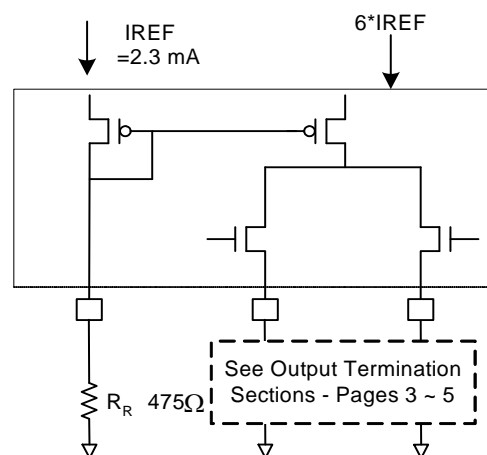 IREF
=2.3 mA
6*IREF
See Output Termination
Sections - Pages 3 ~ 5
RR 475Ω